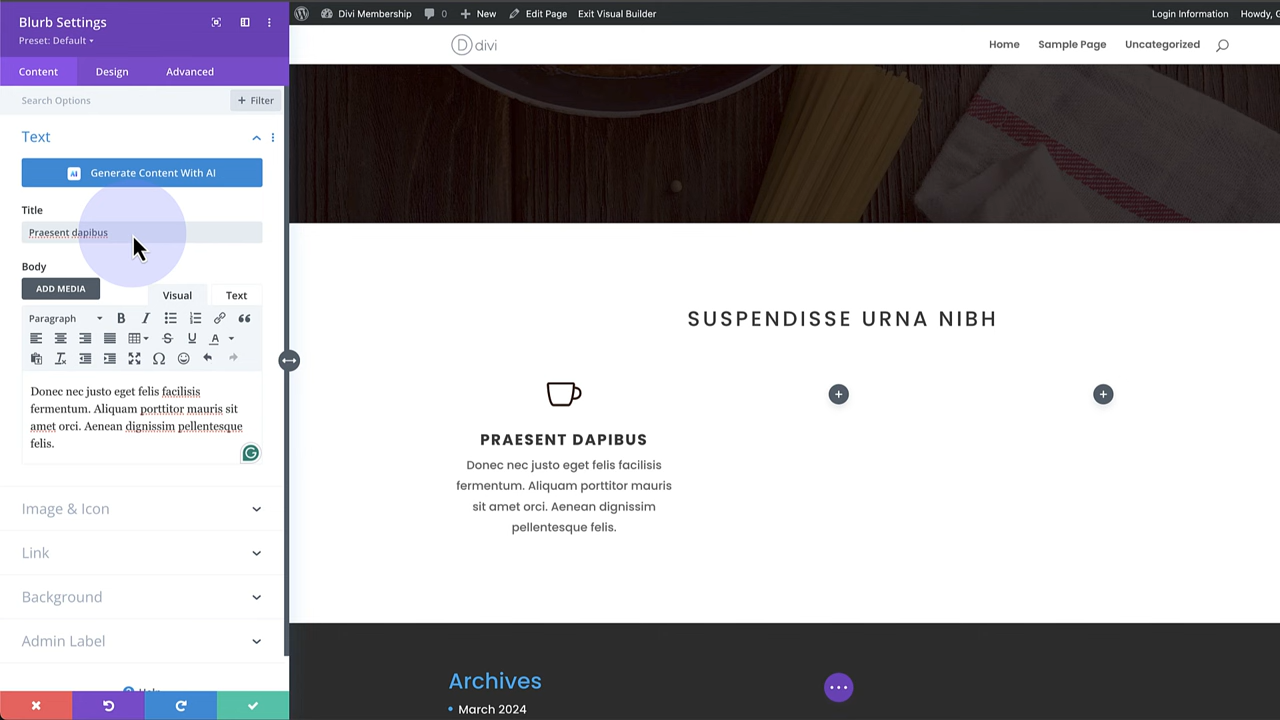 Blurb Settings
Preset: Default
Content Design Advanced
Search Options
+ Filter
Text
AI Generate Content With AI
Title
Praesent dapibus
Body
ADD MEDIA
Visual Text
Paragraph
Donec nec justo eget felis facilisis
fermentum. Aliquam porttitor mauris sit
amet orci. Aenean dignissim pellentesque
felis.
Image & Icon
Link
Background
Admin Label
Help
Divi Membership 0 New Edit Page Exit Visual Builder
Login Information Howdy,
D divi
Home Sample Page Uncategorized
SUSPENDISSE URNA NIBH
PRAESENT DAPIBUS
Donec nec justo eget felis facilisis
fermentum. Aliquam porttitor mauris
sit amet orci. Aenean dignissim
pellentesque felis.
Archives
March 2024